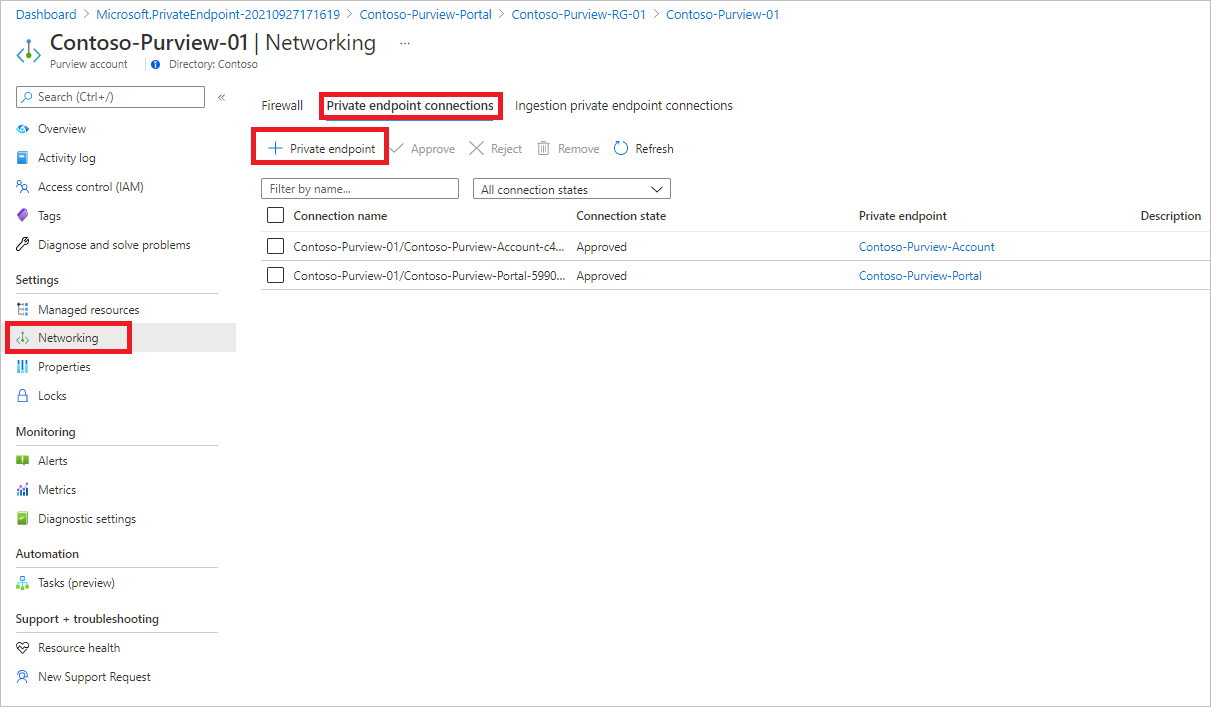 Dashboard > Microsoft.PrivateEndpoint-20210927171619 > Contoso-Purview-Portal > Contoso-Purview-RG-01 > Contoso-Purview-01
Contoso-Purview-01 | Networking ...
Purview account | Directory: Contoso
Search (Ctrl+/) «
Overview
Activity log
Access control (IAM)
Tags
Diagnose and solve problems
Settings
Managed resources
Networking
Properties
Locks
Monitoring
Alerts
Metrics
Diagnostic settings
Automation
Tasks (preview)
Support + troubleshooting
Resource health
New Support Request
Firewall Private endpoint connections Ingestion private endpoint connections
+ Private endpoint Approve Reject Remove Refresh
Filter by name... All connection states
Connection name Connection state Private endpoint Description
Contoso-Purview-01/Contoso-Purview-Account-c4... Approved Contoso-Purview-Account
Contoso-Purview-01/Contoso-Purview-Portal-5990... Approved Contoso-Purview-Portal